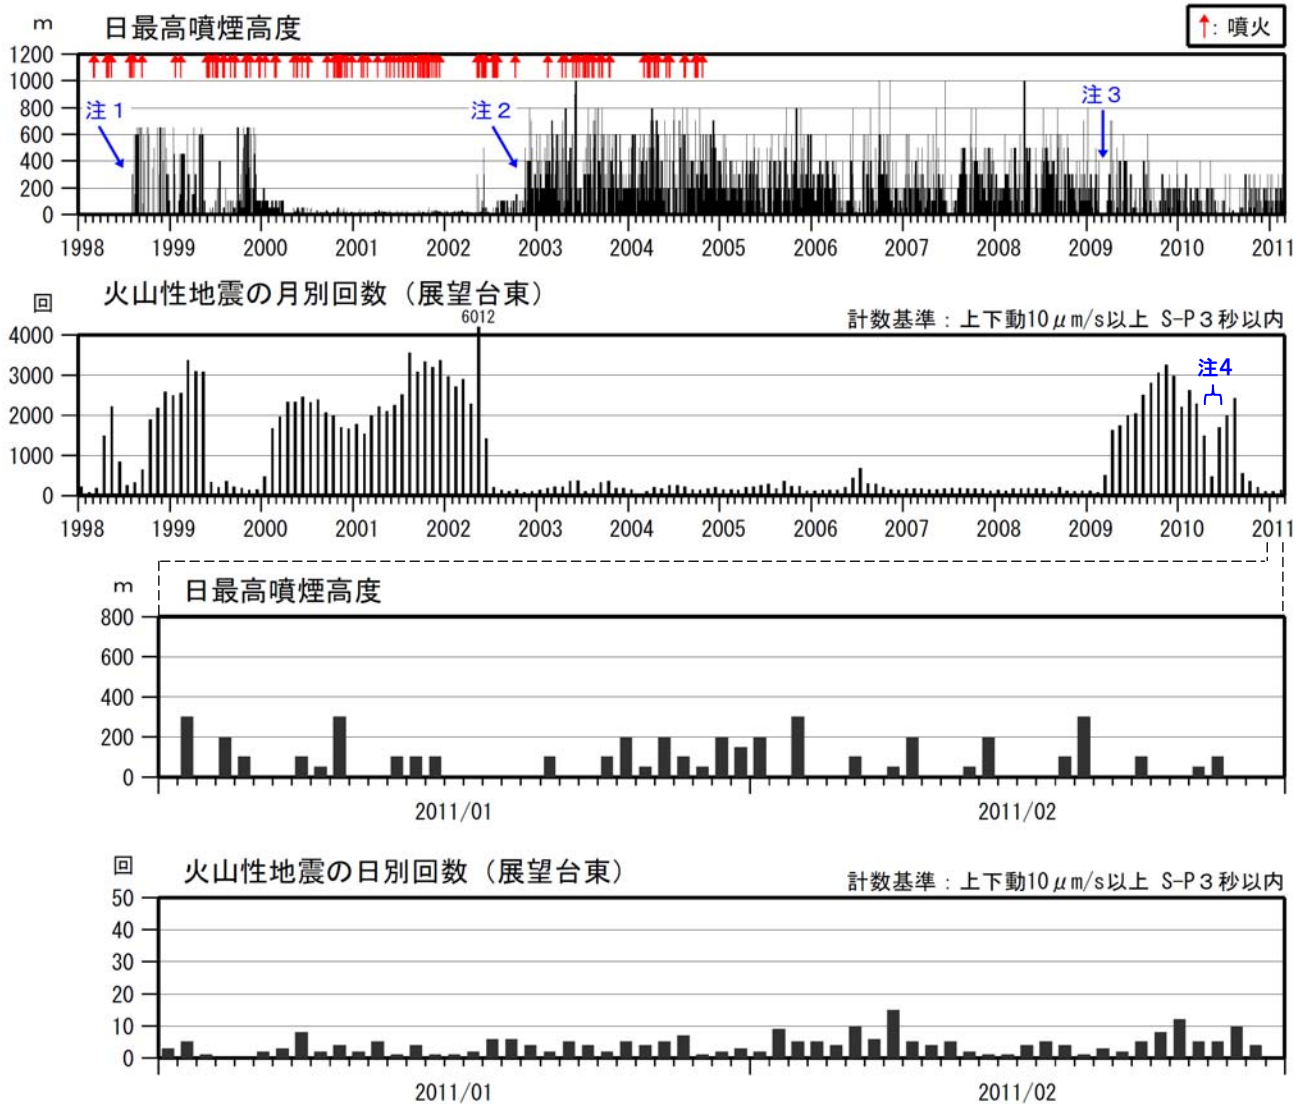 m 日最高噴煙高度
↑: 噴火
1200
1000
800
600
400
200
0
注1
注2
注3
1998 1999 2000 2001 2002 2003 2004 2005 2006 2007 2008 2009 2010 2011
回 火山性地震の月別回数（展望台東）
計数基準：上下動10μm/s以上 S-P3秒以内
6012
4000
3000
2000
1000
0
注4
1998 1999 2000 2001 2002 2003 2004 2005 2006 2007 2008 2009 2010 2011
m 日最高噴煙高度
800
600
400
200
0
2011/01 2011/02
回 火山性地震の日別回数（展望台東）
計数基準：上下動10μm/s以上 S-P3秒以内
50
40
30
20
10
0
2011/01 2011/02